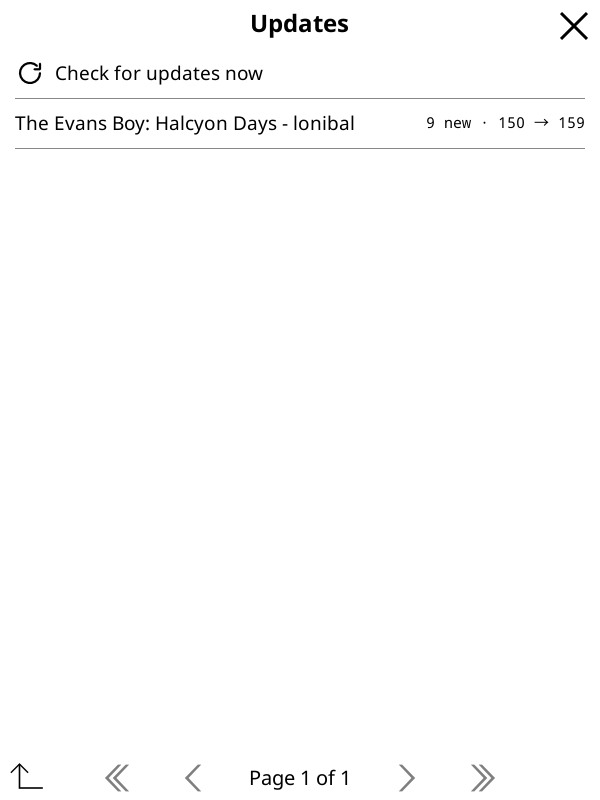 Updates
Check for updates now
The Evans Boy: Halcyon Days - lonibal 9 new · 150 → 159
Page 1 of 1